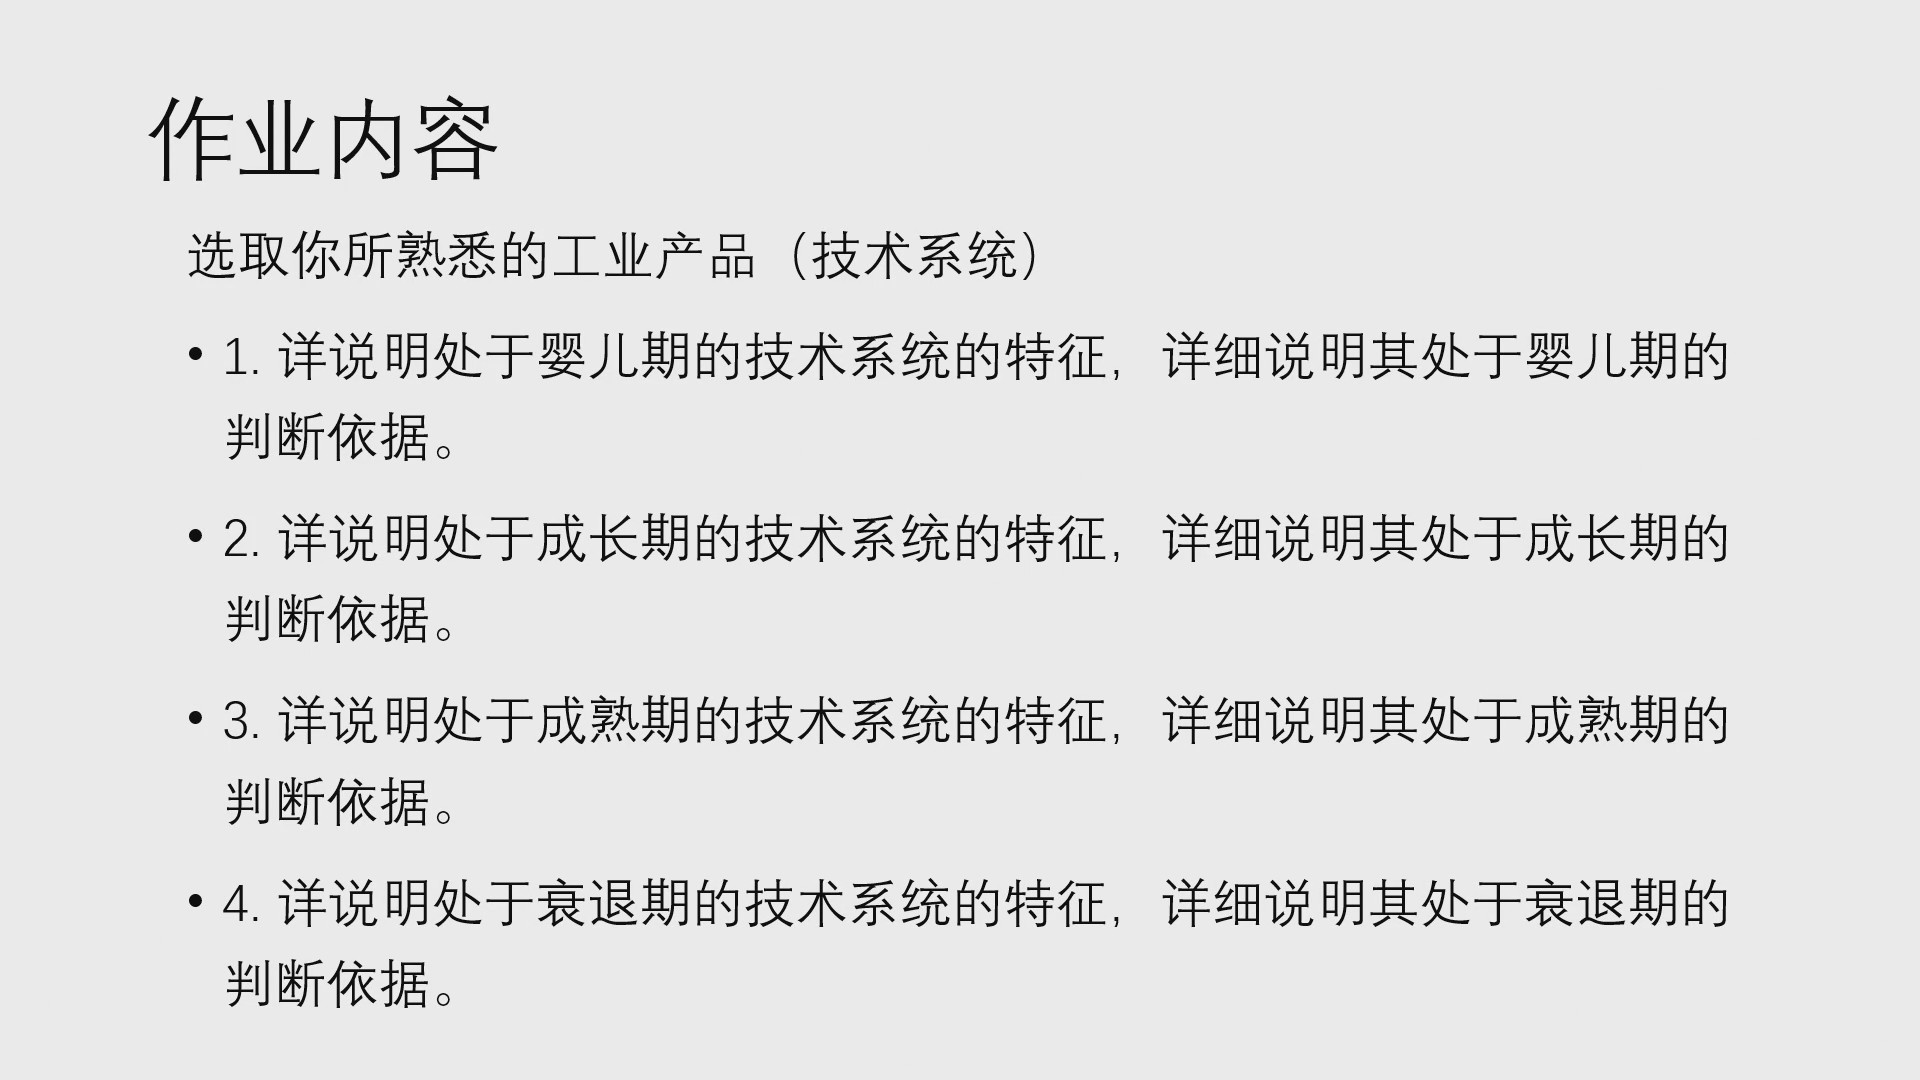 作业内容
选取你所熟悉的工业产品（技术系统）
• 1. 详说明处于婴儿期的技术系统的特征，详细说明其处于婴儿期的
判断依据。
• 2. 详说明处于成长期的技术系统的特征，详细说明其处于成长期的
判断依据。
• 3. 详说明处于成熟期的技术系统的特征，详细说明其处于成熟期的
判断依据。
• 4. 详说明处于衰退期的技术系统的特征，详细说明其处于衰退期的
判断依据。